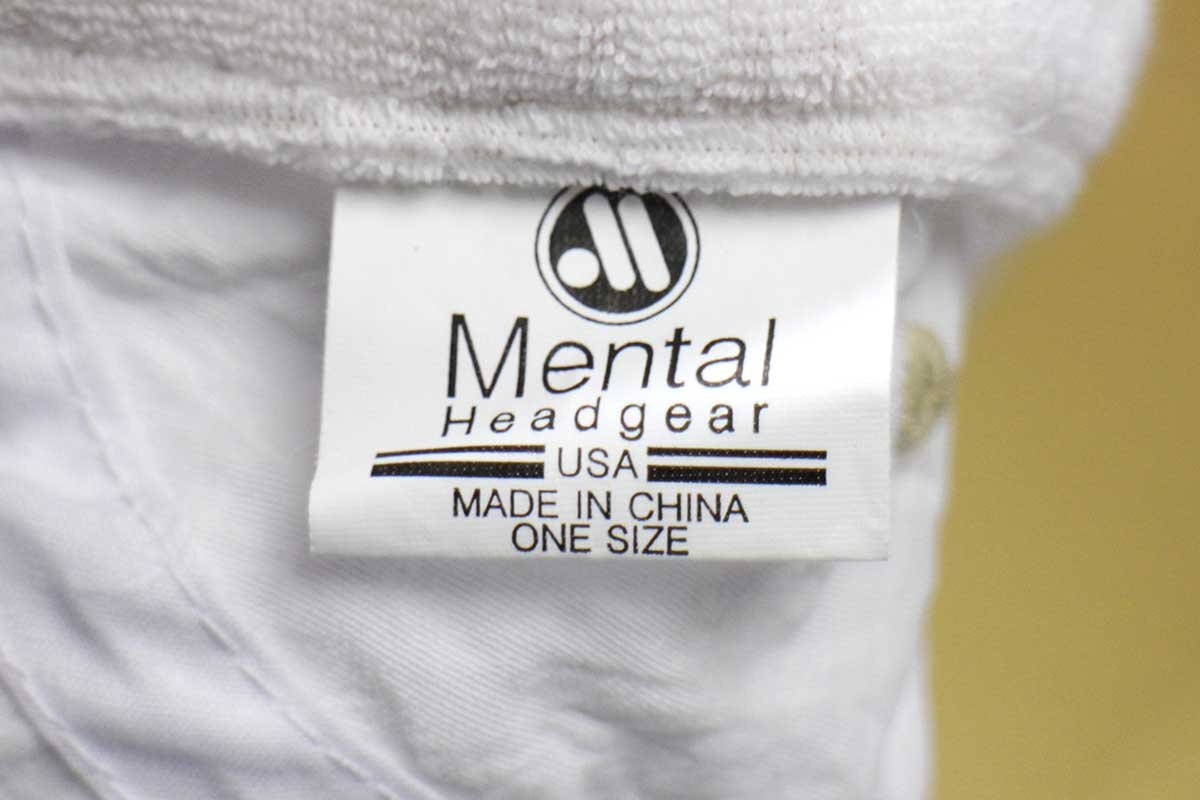 Mental
Headgear
USA
MADE IN CHINA
ONE SIZE